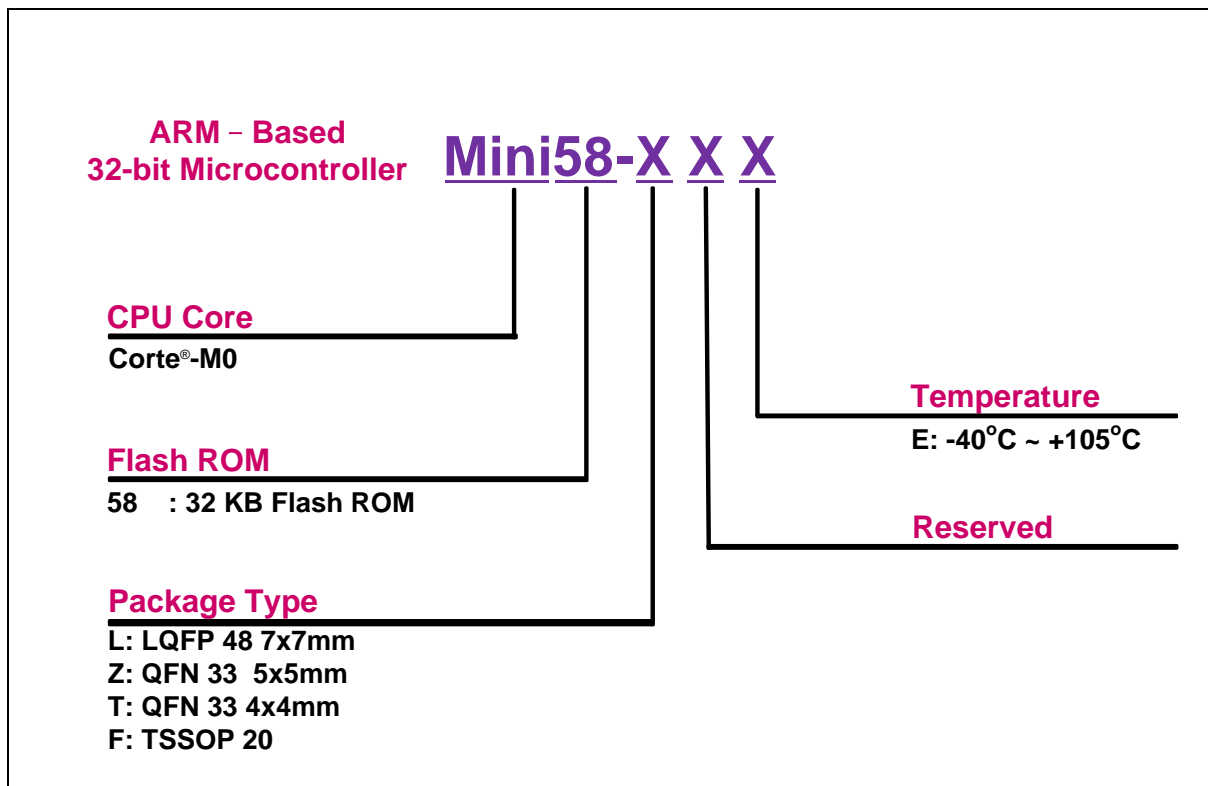 ARM – Based
32-bit Microcontroller
Mini58-X X X
CPU Core
Corte®-M0
Temperature
E: -40°C ~ +105°C
Flash ROM
58 : 32 KB Flash ROM
Reserved
Package Type
L: LQFP 48 7x7mm
Z: QFN 33 5x5mm
T: QFN 33 4x4mm
F: TSSOP 20